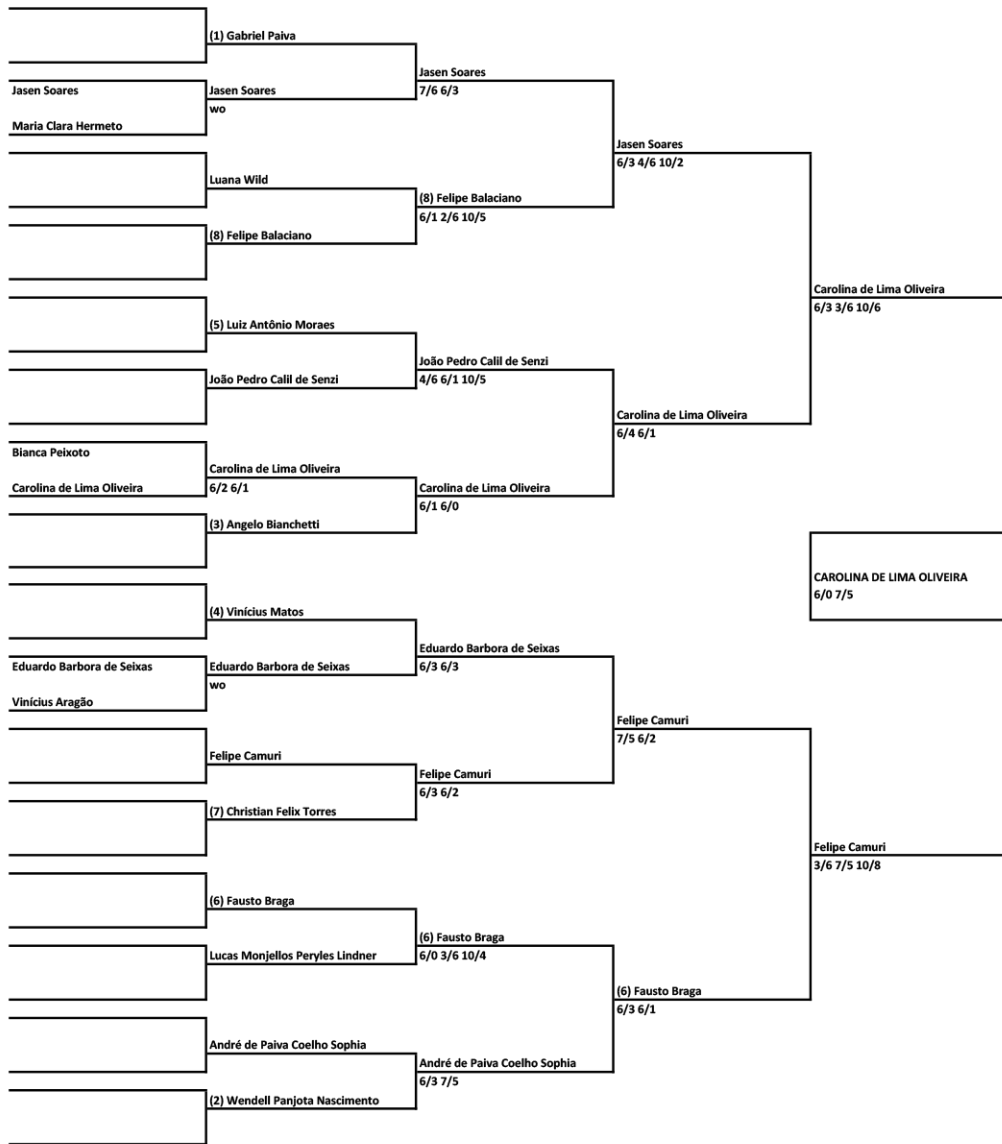 (1) Gabriel Paiva
Jasen Soares
7/6 6/3
Jasen Soares
Jasen Soares
wo
Maria Clara Hermeto
Jasen Soares
6/3 4/6 10/2
Luana Wild
(8) Felipe Balaciano
6/1 2/6 10/5
(8) Felipe Balaciano
Carolina de Lima Oliveira
6/3 3/6 10/6
(5) Luiz Antônio Moraes
João Pedro Calil de Senzi
4/6 6/1 10/5
João Pedro Calil de Senzi
Carolina de Lima Oliveira
6/4 6/1
Bianca Peixoto
Carolina de Lima Oliveira
6/2 6/1
Carolina de Lima Oliveira
Carolina de Lima Oliveira
6/1 6/0
(3) Angelo Bianchetti
CAROLINA DE LIMA OLIVEIRA
6/0 7/5
(4) Vinícius Matos
Eduardo Barbora de Seixas
6/3 6/3
Eduardo Barbora de Seixas
Eduardo Barbora de Seixas
wo
Vinícius Aragão
Felipe Camuri
7/5 6/2
Felipe Camuri
Felipe Camuri
6/3 6/2
(7) Christian Felix Torres
Felipe Camuri
3/6 7/5 10/8
(6) Fausto Braga
(6) Fausto Braga
6/0 3/6 10/4
Lucas Monjellos Peryles Lindner
(6) Fausto Braga
6/3 6/1
André de Paiva Coelho Sophia
André de Paiva Coelho Sophia
6/3 7/5
(2) Wendell Panjota Nascimento